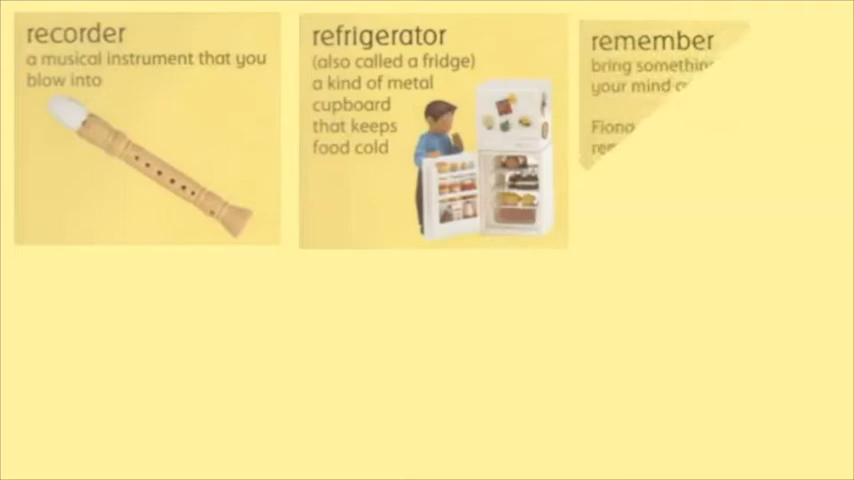 recorder
a musical instrument that you
blow into
refrigerator
(also called a fridge)
a kind of metal
cupboard
that keeps
food cold
remember
bring something
your mind
Fiona